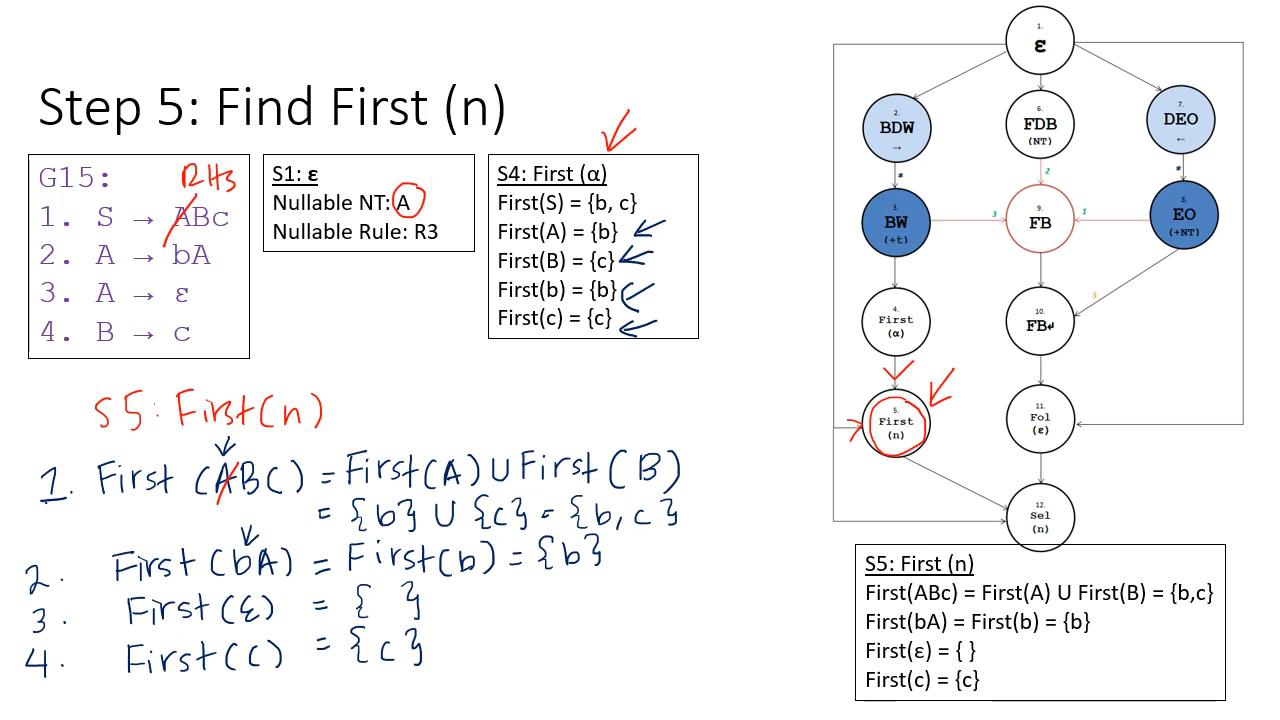 Step 5: Find First (n)
G15:
RHs
1. S → ABc
2. A → bA
3. A → ε
4. B → c
S1: ε
Nullable NT: A
Nullable Rule: R3
S4: First (α)
First(S) = {b, c}
First(A) = {b}
First(B) = {c}
First(b) = {b}
First(c) = {c}
S5: First(n)
1. First (ABC) = First(A) U First(B)
= {b} U {c} = {b, c}
2. First (bA) = First(b) = {b}
3. First(ε) = { }
4. First(C) = {c}
1.
ε
2.
BDW
→
6.
FDB
(NT)
7.
DEO
←
*
2
*
3.
BW
(+t)
3
9.
FB
1
8.
EO
(+NT)
4.
First
(α)
10.
FB↲
5
5.
First
(n)
11.
Fol
(ε)
12.
Sel
(n)
S5: First (n)
First(ABc) = First(A) U First(B) = {b,c}
First(bA) = First(b) = {b}
First(ε) = { }
First(c) = {c}